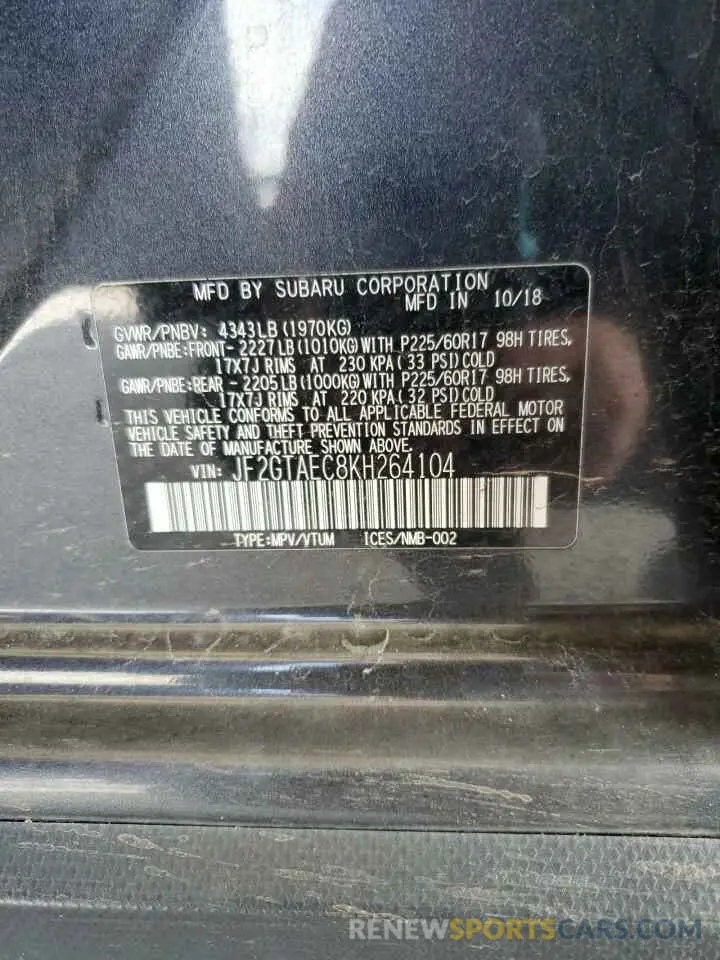 MFD BY SUBARU CORPORATION
MFD IN 10/18
GVWR/PNBV: 4343LB(1970KG)
GAWR/PNBE:FRONT- 2227LB(1010KG)WITH P225/60R17 98H TIRES,
17X7J RIMS AT 230 KPA(33 PSI)COLD
GAWR/PNBE:REAR - 2205LB(1000KG)WITH P225/60R17 98H TIRES,
17X7J RIMS AT 220 KPA(32 PSI)COLD
THIS VEHICLE CONFORMS TO ALL APPLICABLE FEDERAL MOTOR
VEHICLE SAFETY AND THEFT PREVENTION STANDARDS IN EFFECT ON
THE DATE OF MANUFACTURE SHOWN ABOVE.
VIN: JF2GTAEC8KH264104
TYPE:MPV/VTUM ICES/NMB-002
RENEWSPORTSCARS.COM